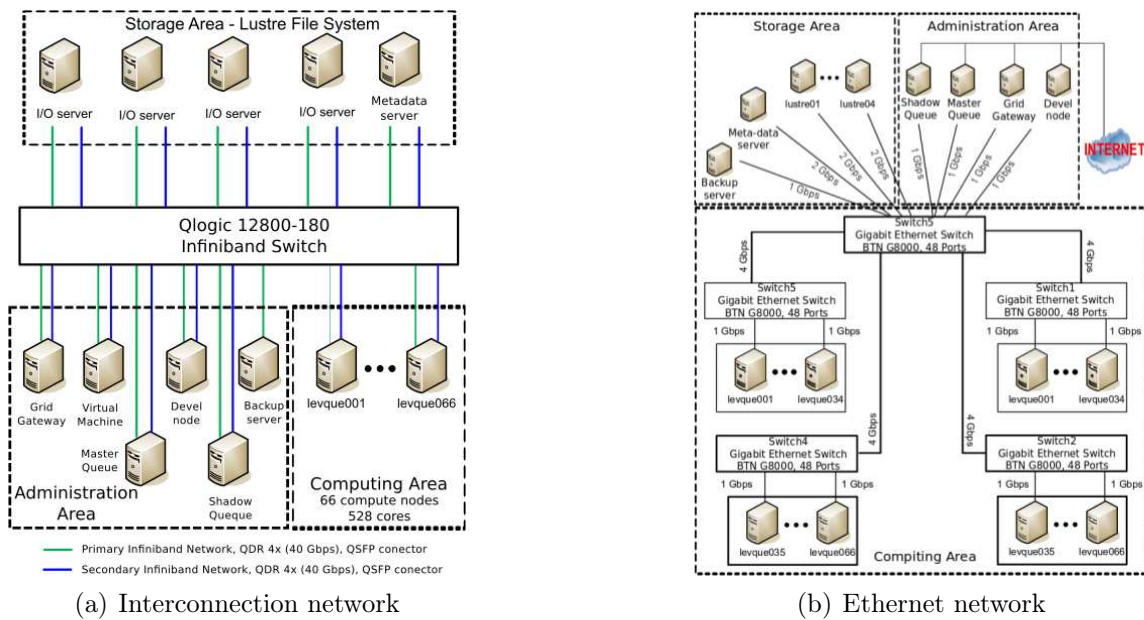 Storage Area - Lustre File System
I/O server
I/O server
I/O server
I/O server
Metadata
server
Qlogic 12800-180
Infiniband Switch
Grid
Gateway
Virtual
Machine
Devel
node
Backup
server
levque001
levque066
Master
Queue
Shadow
Queque
Administration
Area
Computing Area
66 compute nodes
528 cores
Primary Infiniband Network, QDR 4x (40 Gbps), QSFP conector
Secondary Infiniband Network, QDR 4x (40 Gbps), QSFP conector
(a) Interconnection network
Storage Area
Administration Area
lustre01
lustre04
Shadow
Queue
Master
Queue
Grid
Gateway
Devel
node
Meta-data
server
Backup
server
INTERNET
1 Gbps
2 Gbps
2 Gbps
2 Gbps
1 Gbps
1 Gbps
1 Gbps
1 Gbps
Switch5
Gigabit Ethernet Switch
BTN G8000, 48 Ports
4 Gbps
4 Gbps
Switch5
Gigabit Ethernet Switch
BTN G8000, 48 Ports
1 Gbps
1 Gbps
levque001
levque034
Switch1
Gigabit Ethernet Switch
BTN G8000, 48 Ports
1 Gbps
1 Gbps
levque001
levque034
4 Gbps
4 Gbps
Switch4
Gigabit Ethernet Switch
BTN G8000, 48 Ports
1 Gbps
1 Gbps
levque035
levque066
Switch2
Gigabit Ethernet Switch
BTN G8000, 48 Ports
1 Gbps
1 Gbps
levque035
levque066
Compiting Area
(b) Ethernet network